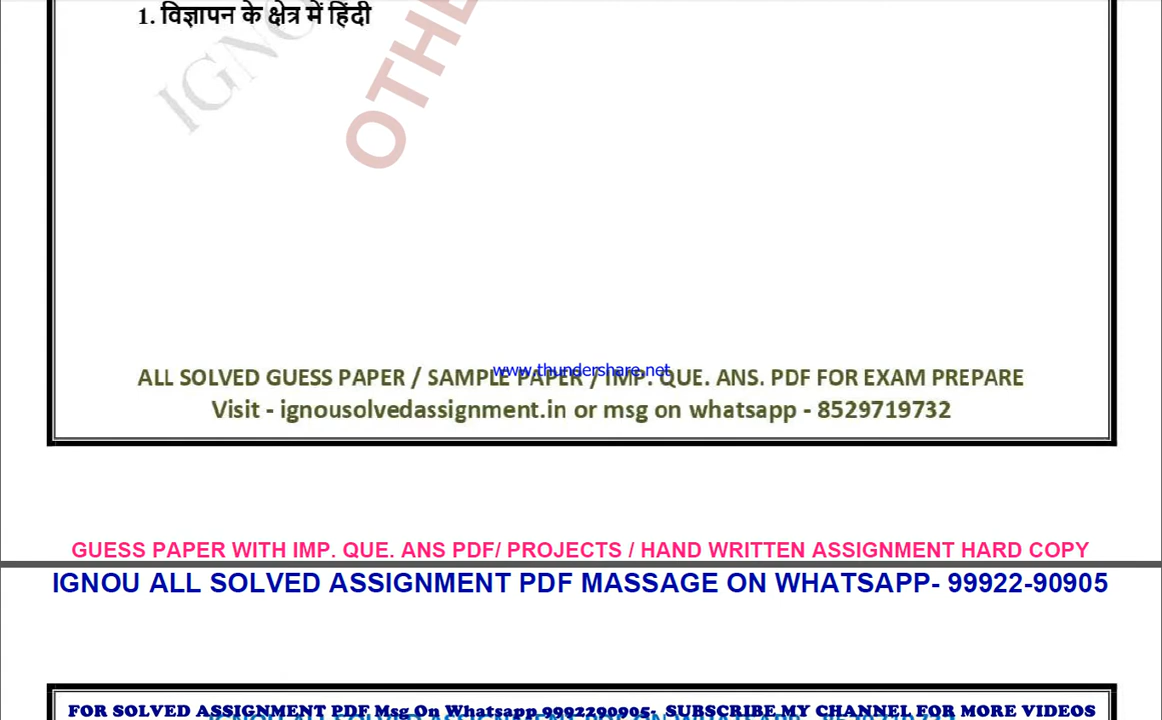 1. विज्ञापन के क्षेत्र में हिंदी
IGNO
OTHE
www.thundershare.net
ALL SOLVED GUESS PAPER / SAMPLE PAPER / IMP. QUE. ANS. PDF FOR EXAM PREPARE
Visit - ignousolvedassignment.in or msg on whatsapp - 8529719732
GUESS PAPER WITH IMP. QUE. ANS PDF/ PROJECTS / HAND WRITTEN ASSIGNMENT HARD COPY
IGNOU ALL SOLVED ASSIGNMENT PDF MASSAGE ON WHATSAPP- 99922-90905
FOR SOLVED ASSIGNMENT PDF Msg On Whatsapp 9992290905- SUBSCRIBE MY CHANNEL FOR MORE VIDEOS